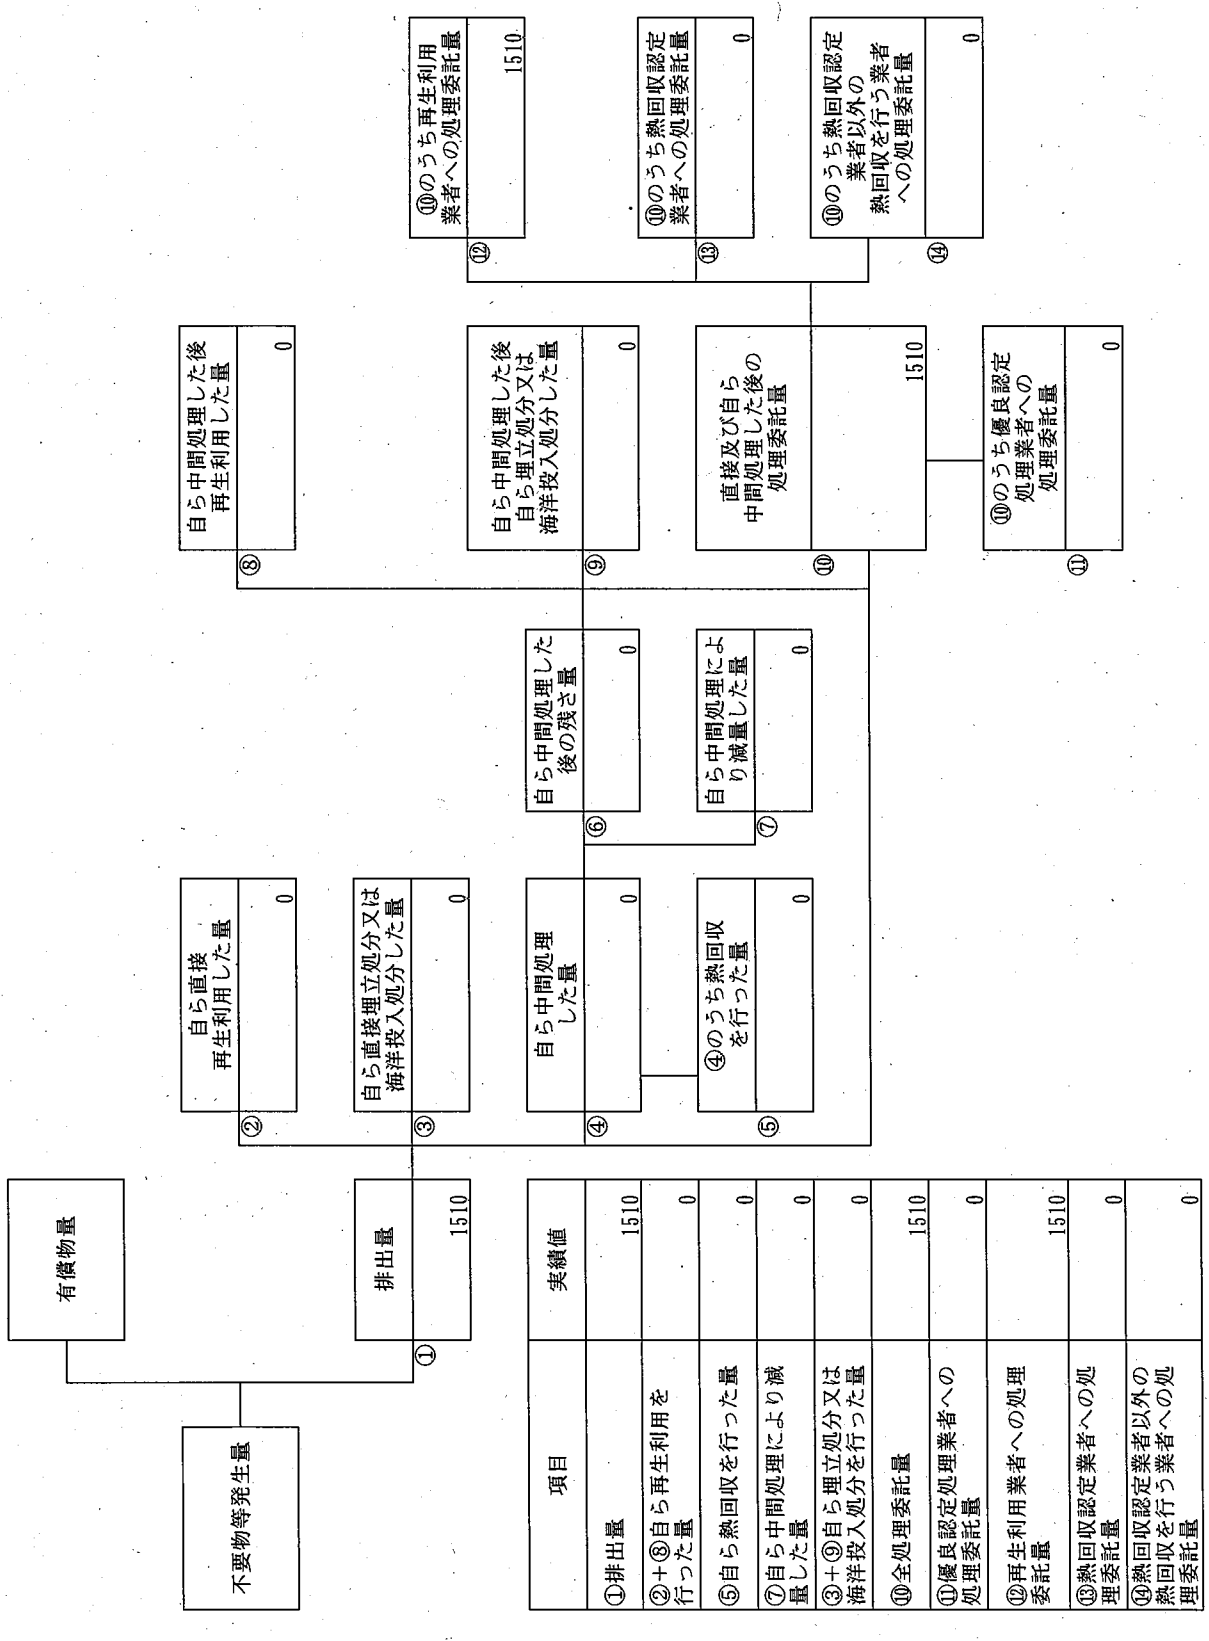 不要物等発生量
有償物量
排出量
①
1510
自ら直接
再生利用した量
②
0
自ら直接埋立処分又は
海洋投入処分した量
③
0
自ら中間処理
した量
④
0
④のうち熱回収
を行った量
⑤
0
自ら中間処理した
後の残さ量
⑥
0
自ら中間処理によ
り減量した量
⑦
0
自ら中間処理した後
再生利用した量
⑧
0
自ら中間処理した後
自ら埋立処分又は
海洋投入処分した量
⑨
0
直接及び自ら
中間処理した後の
処理委託量
⑩
1510
⑩のうち優良認定
処理業者への
処理委託量
⑪
0
⑩のうち再生利用
業者への処理委託量
⑫
1510
⑩のうち熱回収認定
業者への処理委託量
⑬
0
⑩のうち熱回収認定
業者以外の
熱回収を行う業者
への処理委託量
⑭
0
項目 実績値
①排出量 1510
②+⑧自ら再生利用を
行った量 0
⑤自ら熱回収を行った量 0
⑦自ら中間処理により減
量した量 0
③+⑨自ら埋立処分又は
海洋投入処分を行った量 0
⑩全処理委託量 1510
⑪優良認定処理業者への
処理委託量 0
⑫再生利用業者への処理
委託量 1510
⑬熱回収認定業者への処
理委託量 0
⑭熱回収認定業者以外の
熱回収を行う業者への処
理委託量 0